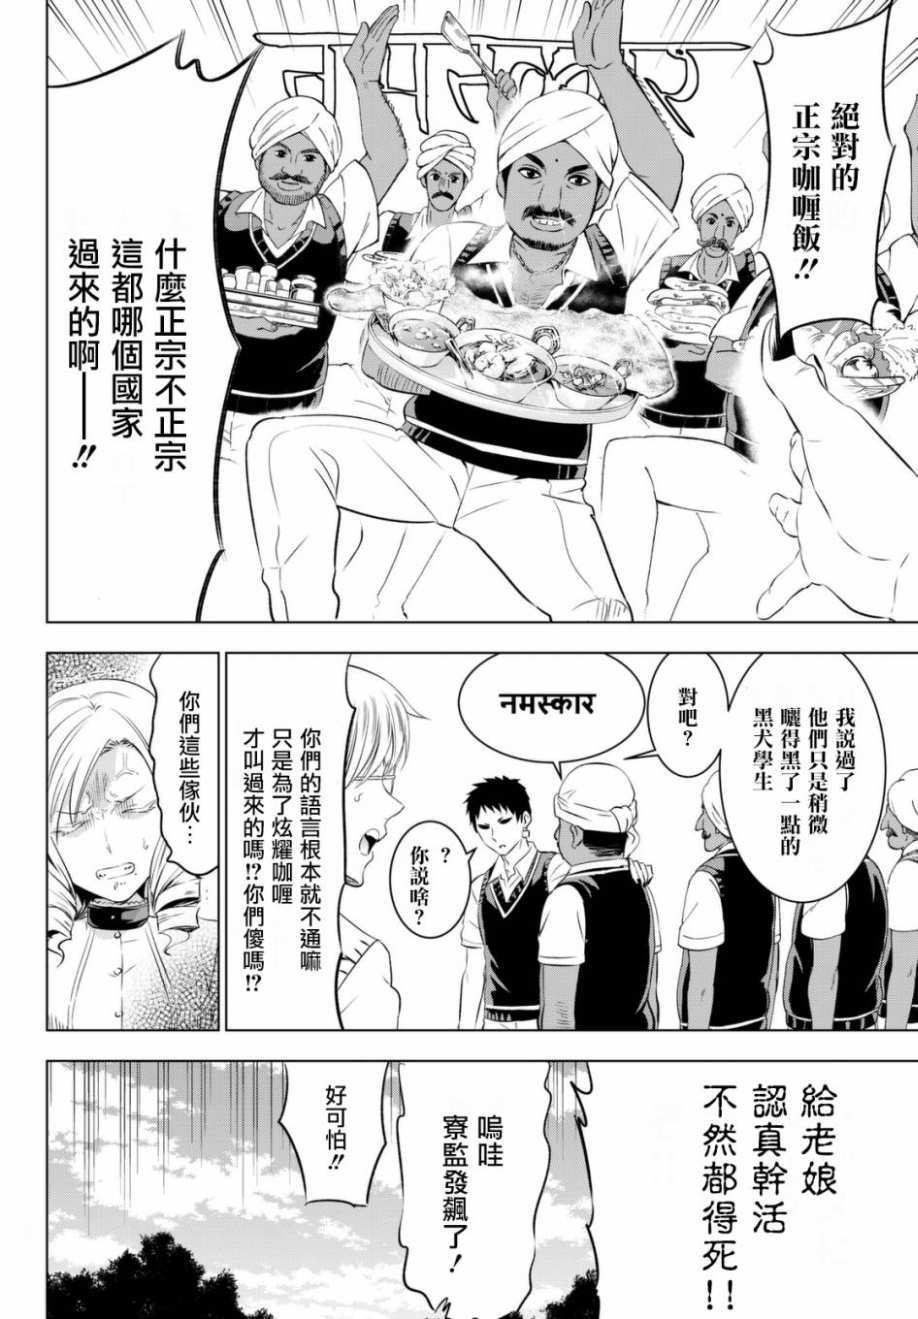 絕對的
正宗咖喱飯!!
नमस्कार
什麼正宗不正宗
這都哪個國家
過來的啊——!!
我說過了
他們只是稍微
曬得黑了一點的
黑犬學生
對吧？
नमस्कार
？
你說啥？
你們的語言根本就不通嘛
只是為了炫耀咖喱
才叫過來的嗎!?你們傻嗎!?
你們這些傢伙…
給老娘
認真幹活
不然都得死!!
嗚哇
寮監發飆了！
好可怕!!